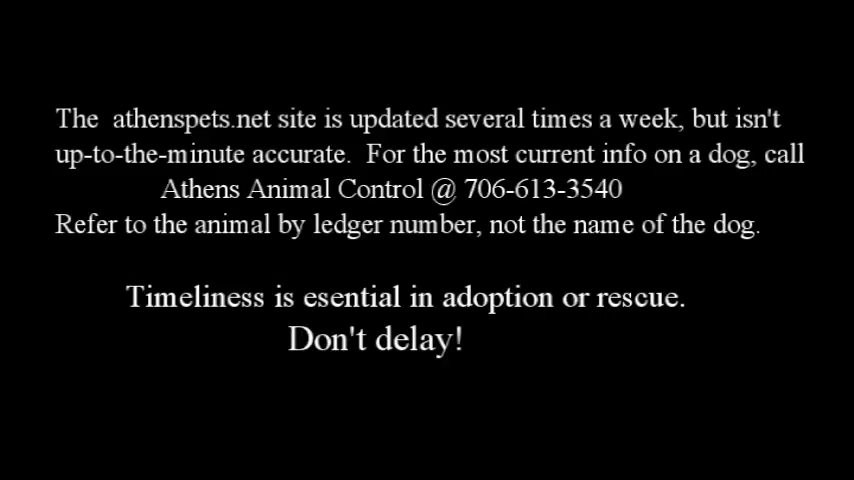 The  athenspets.net site is updated several times a week, but isn't
up-to-the-minute accurate.  For the most current info on a dog, call
Athens Animal Control @ 706-613-3540
Refer to the animal by ledger number, not the name of the dog.
Timeliness is esential in adoption or rescue.
Don't delay!